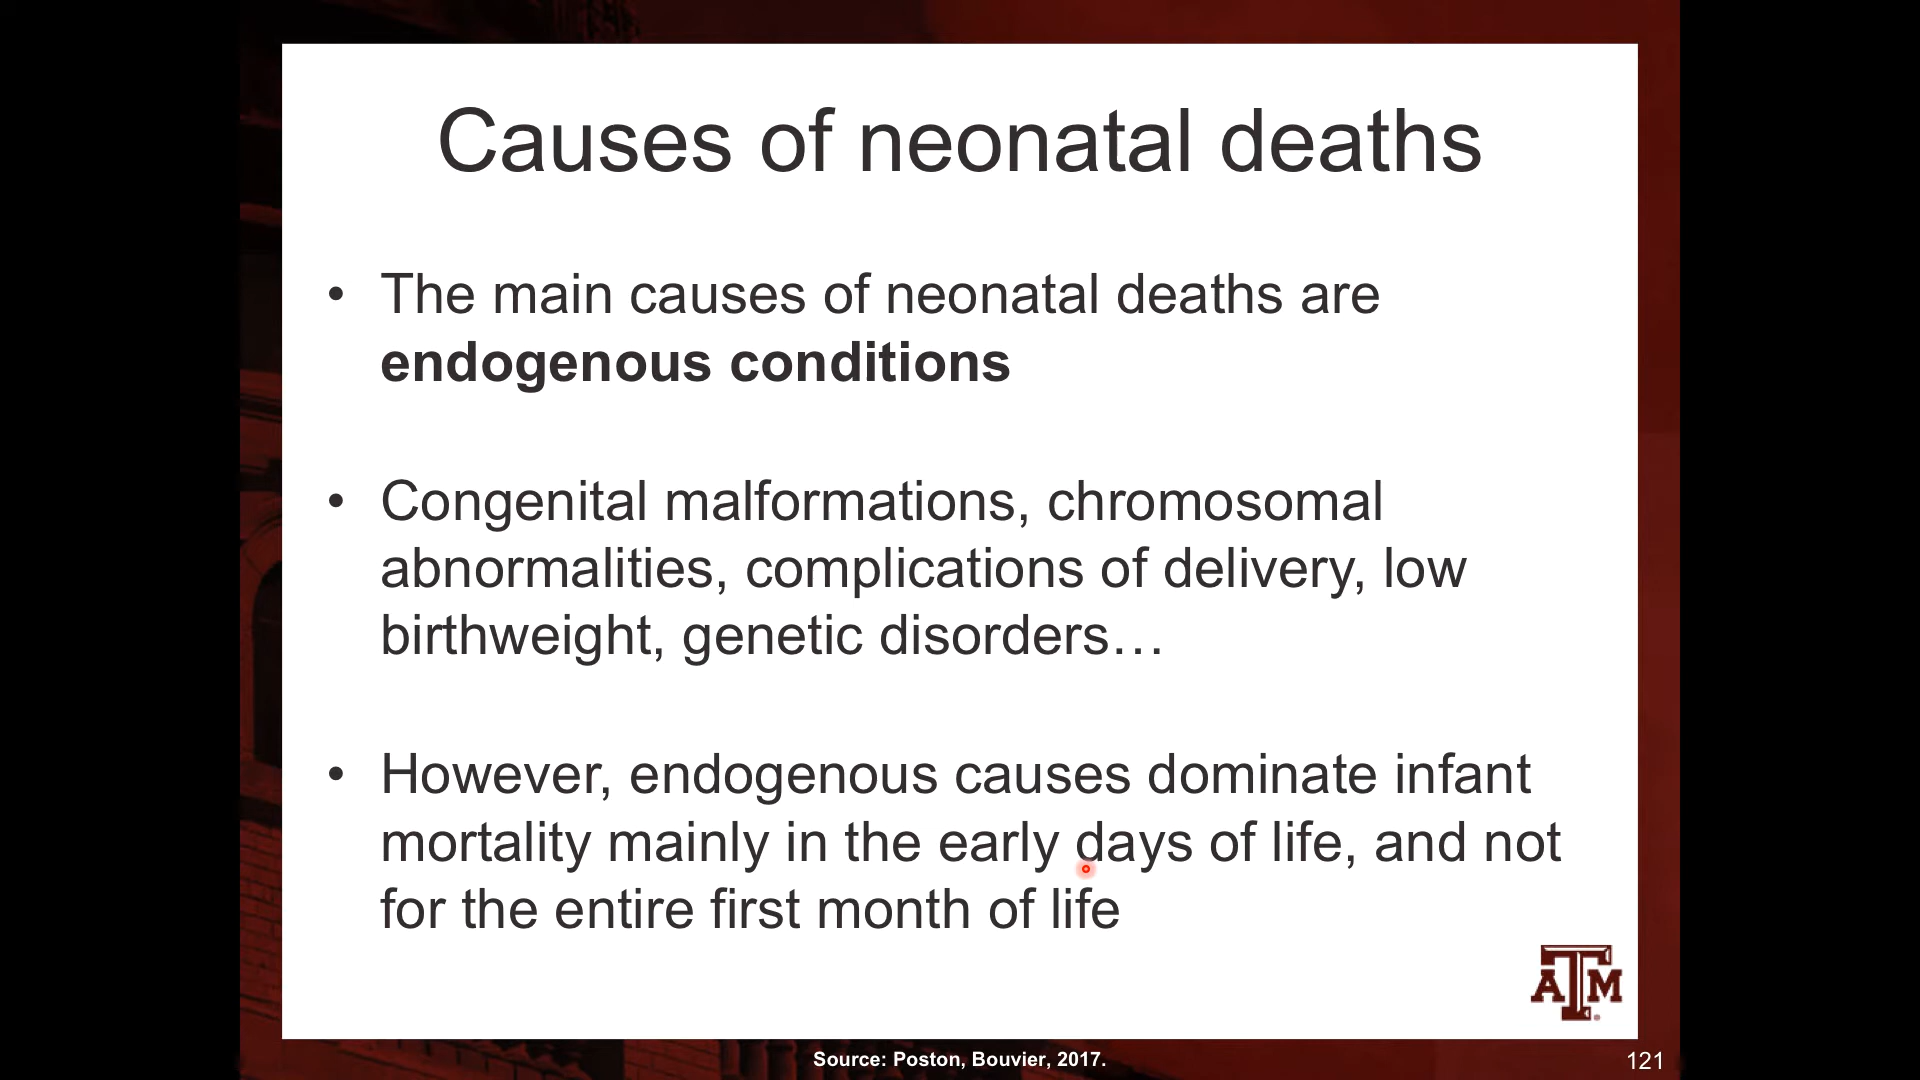 Causes of neonatal deaths
• The main causes of neonatal deaths are
endogenous conditions
• Congenital malformations, chromosomal
abnormalities, complications of delivery, low
birthweight, genetic disorders…
• However, endogenous causes dominate infant
mortality mainly in the early days of life, and not
for the entire first month of life
ATM®
Source: Poston, Bouvier, 2017.
121